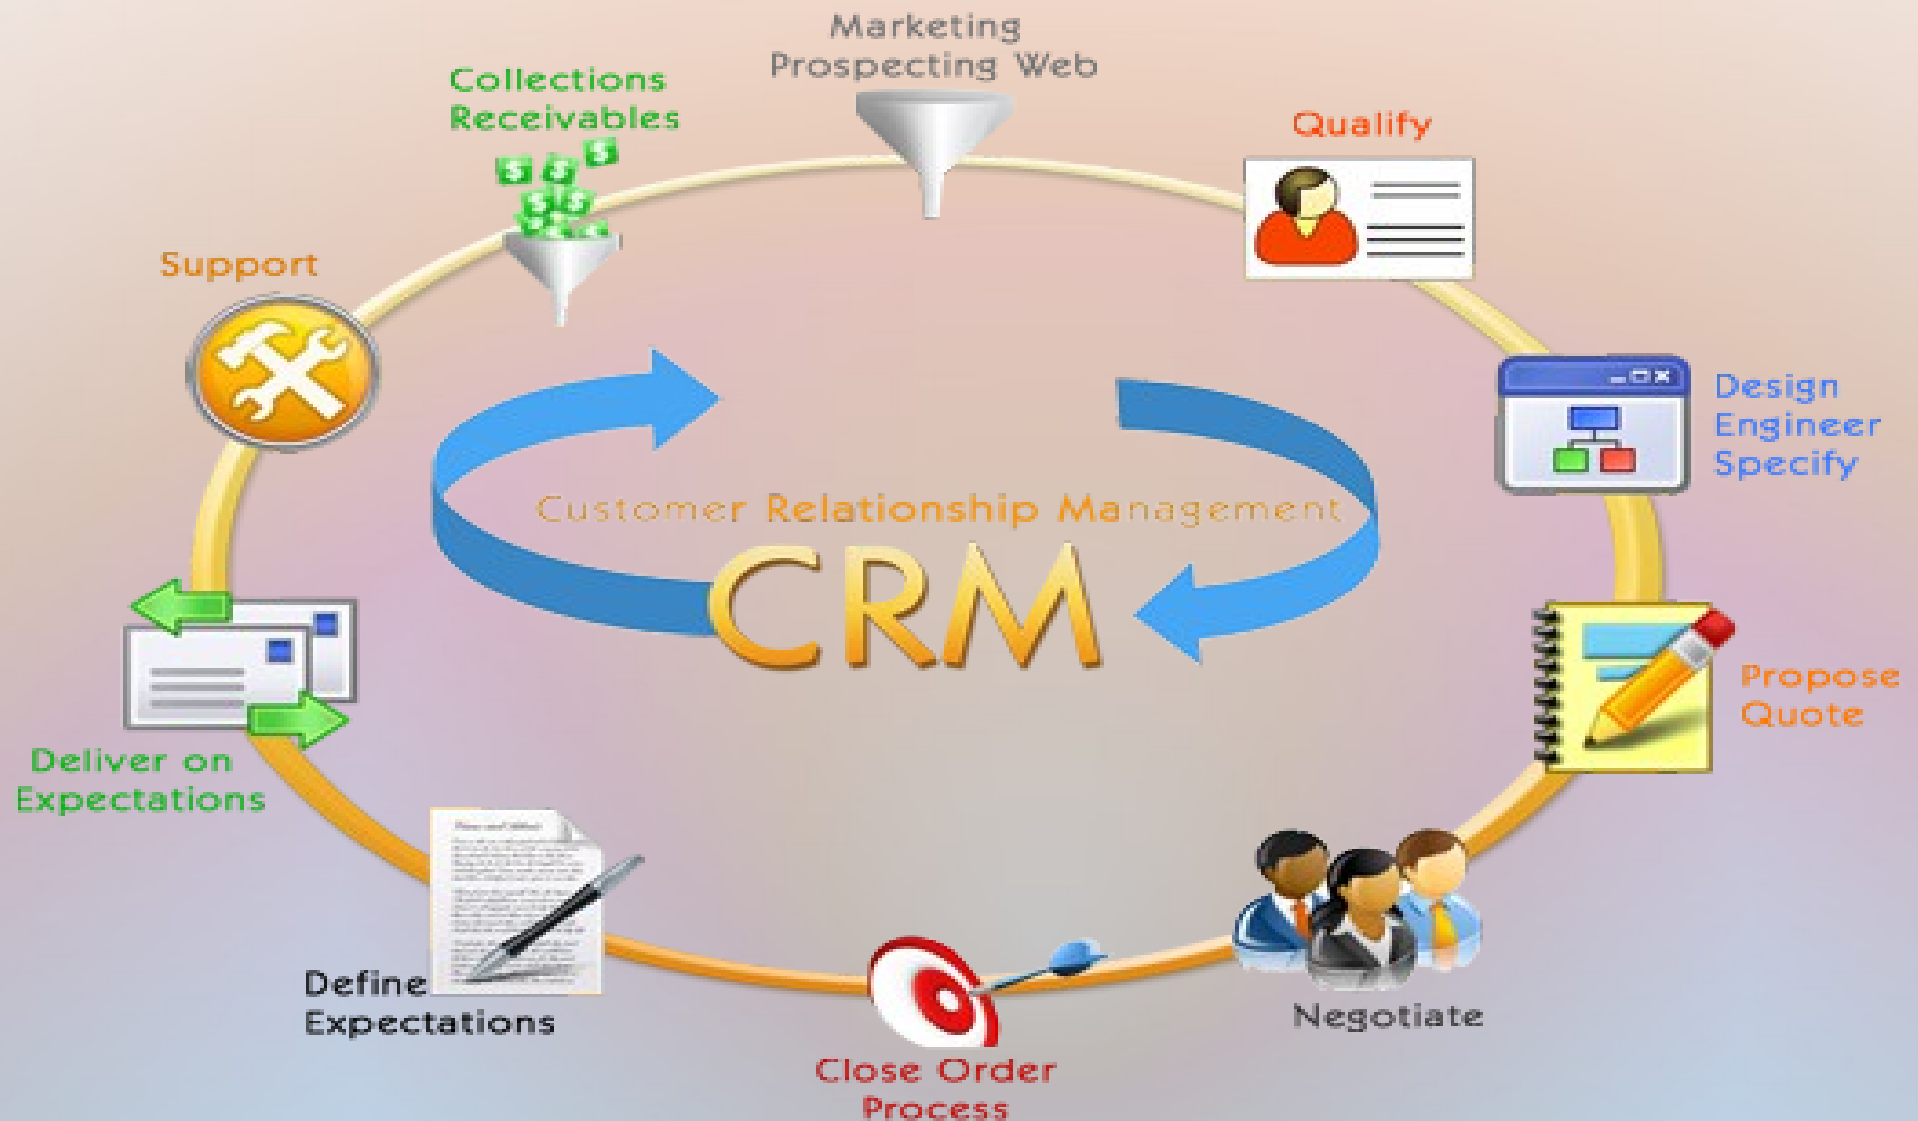 Marketing
Prospecting Web
Collections
Receivables
Qualify
Support
Design
Engineer
Specify
Customer Relationship Management
CRM
Propose
Quote
Deliver on
Expectations
Define
Expectations
Negotiate
Close Order
Process